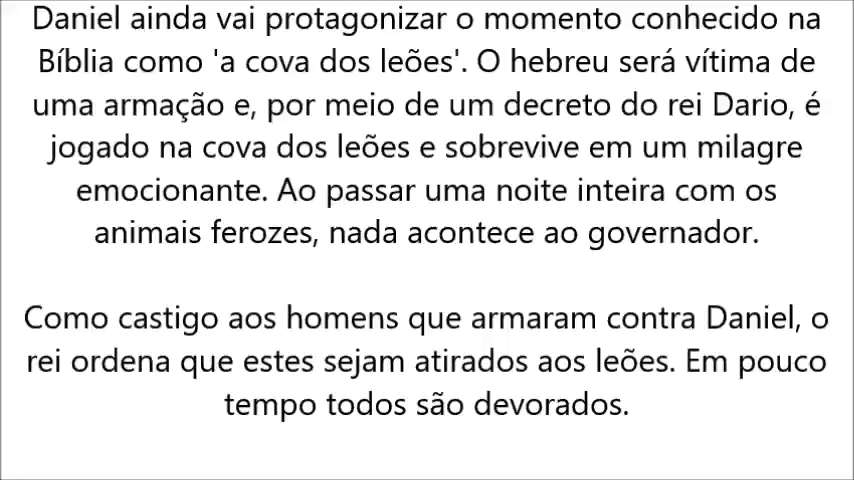 Daniel ainda vai protagonizar o momento conhecido na
Bíblia como 'a cova dos leões'. O hebreu será vítima de
uma armação e, por meio de um decreto do rei Dario, é
jogado na cova dos leões e sobrevive em um milagre
emocionante. Ao passar uma noite inteira com os
animais ferozes, nada acontece ao governador.
Como castigo aos homens que armaram contra Daniel, o
rei ordena que estes sejam atirados aos leões. Em pouco
tempo todos são devorados.